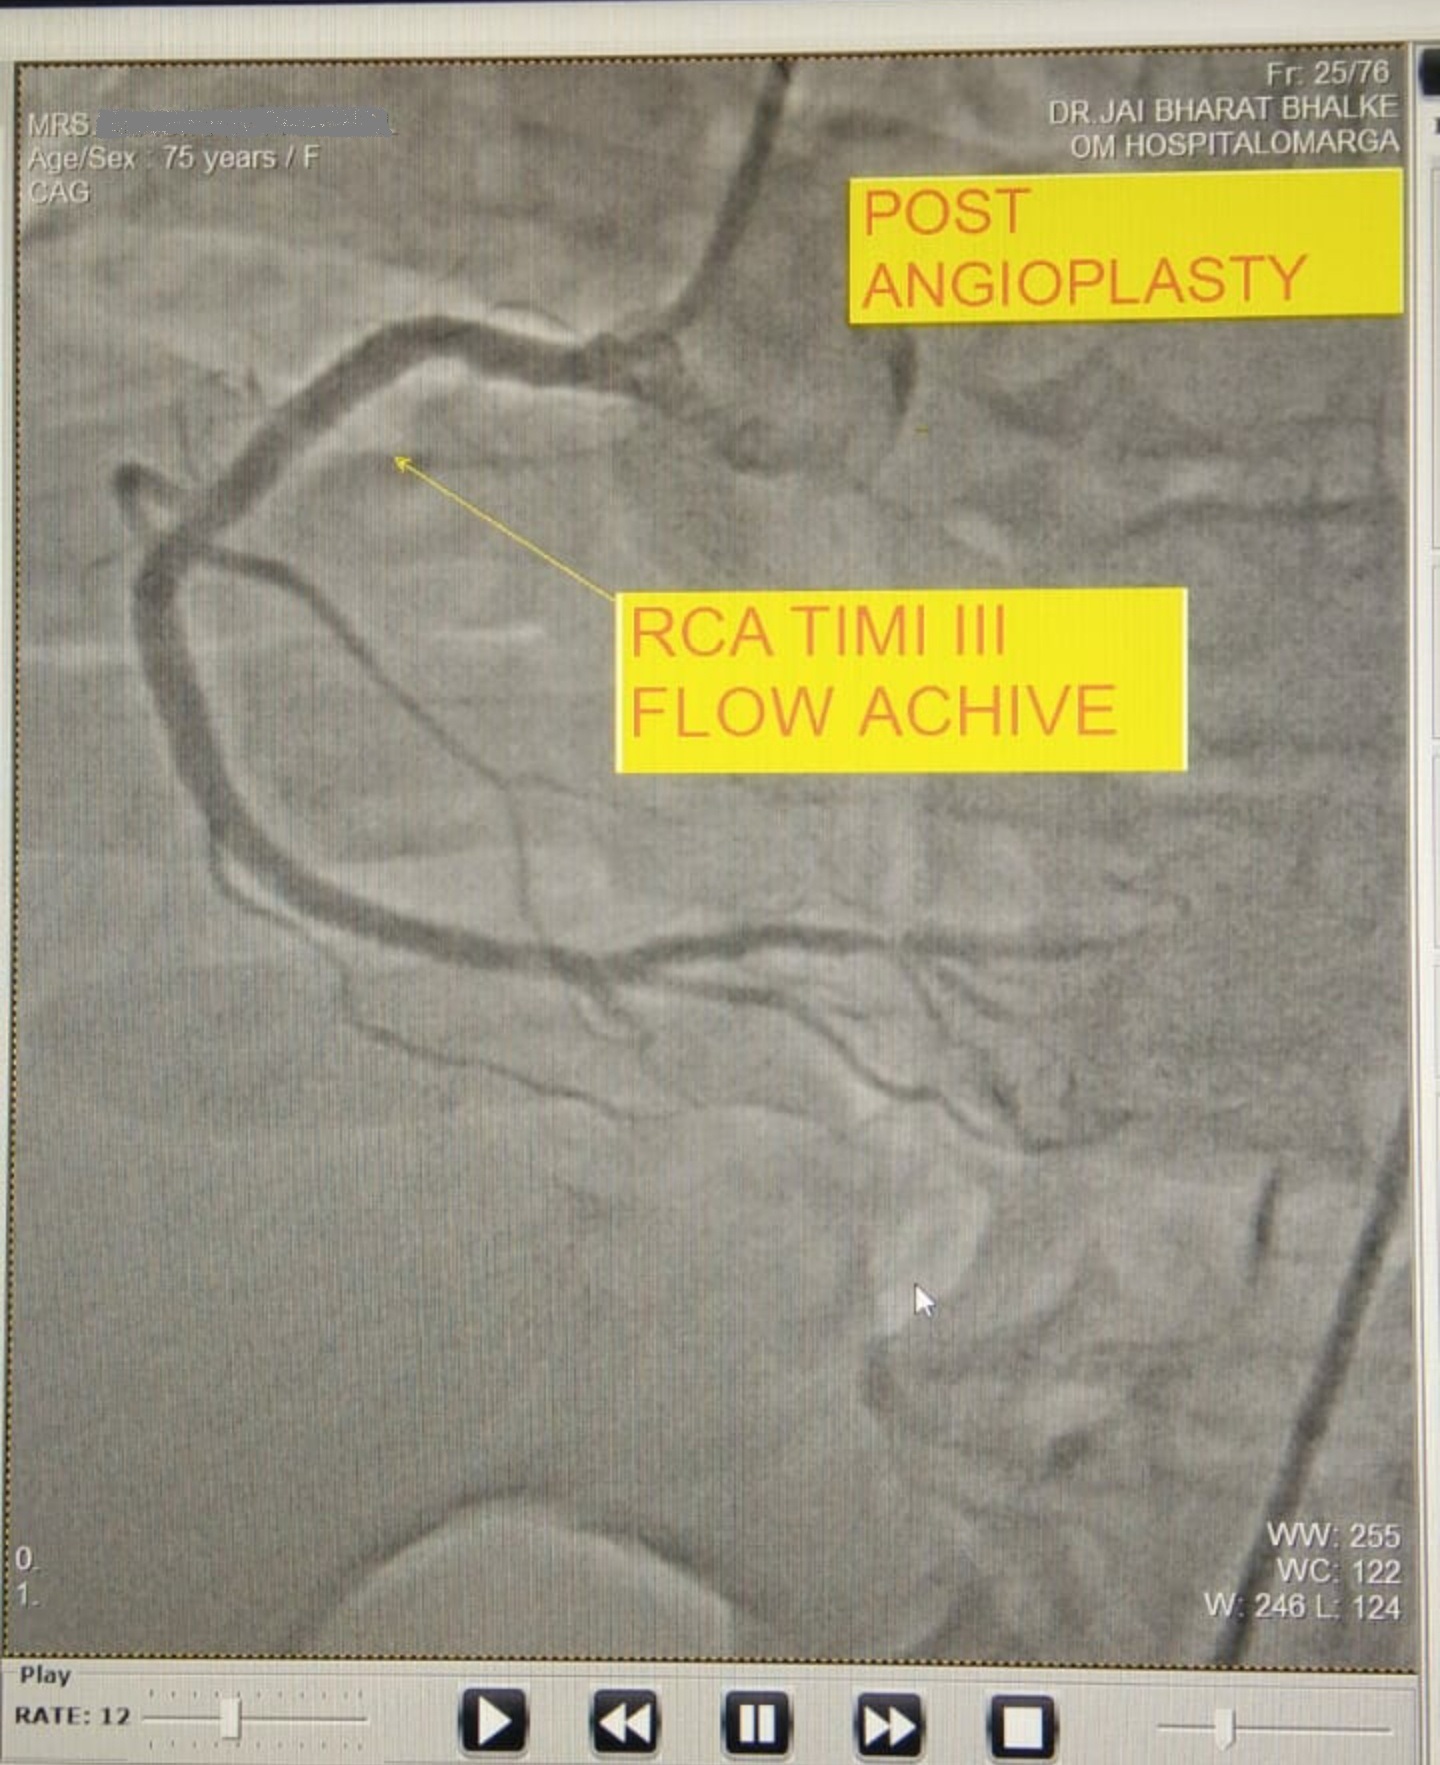 Fr: 25/76
DR.JAI BHARAT BHALKE
OM HOSPITALOMARGA
MRS.
Age/Sex : 75 years / F
CAG
POST
ANGIOPLASTY
RCA TIMI III
FLOW ACHIVE
0.
1.
WW: 255
WC: 122
W: 246 L: 124
Play
RATE: 12